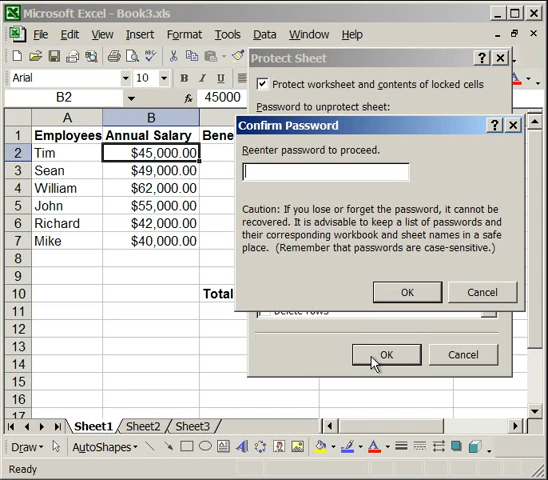 Microsoft Excel - Book3.xls
File Edit View Insert Format Tools Data Window
Protect Sheet
Arial 10 B I
Protect worksheet and contents of locked cells
B2 fx 45000
Password to unprotect sheet:
Confirm Password
A B
1 Employees Annual Salary Bene
Reenter password to proceed.
2 Tim $45,000.00
3 Sean $49,000.00
4 William $62,000.00
5 John $55,000.00
6 Richard $42,000.00
7 Mike $40,000.00
Caution: If you lose or forget the password, it cannot be
recovered. It is advisable to keep a list of passwords and
their corresponding workbook and sheet names in a safe
place. (Remember that passwords are case-sensitive.)
8
9
10 Total
OK Cancel
11
Delete rows
12
13
14
OK Cancel
15
16
17
Sheet1 Sheet2 Sheet3
Draw AutoShapes
Ready